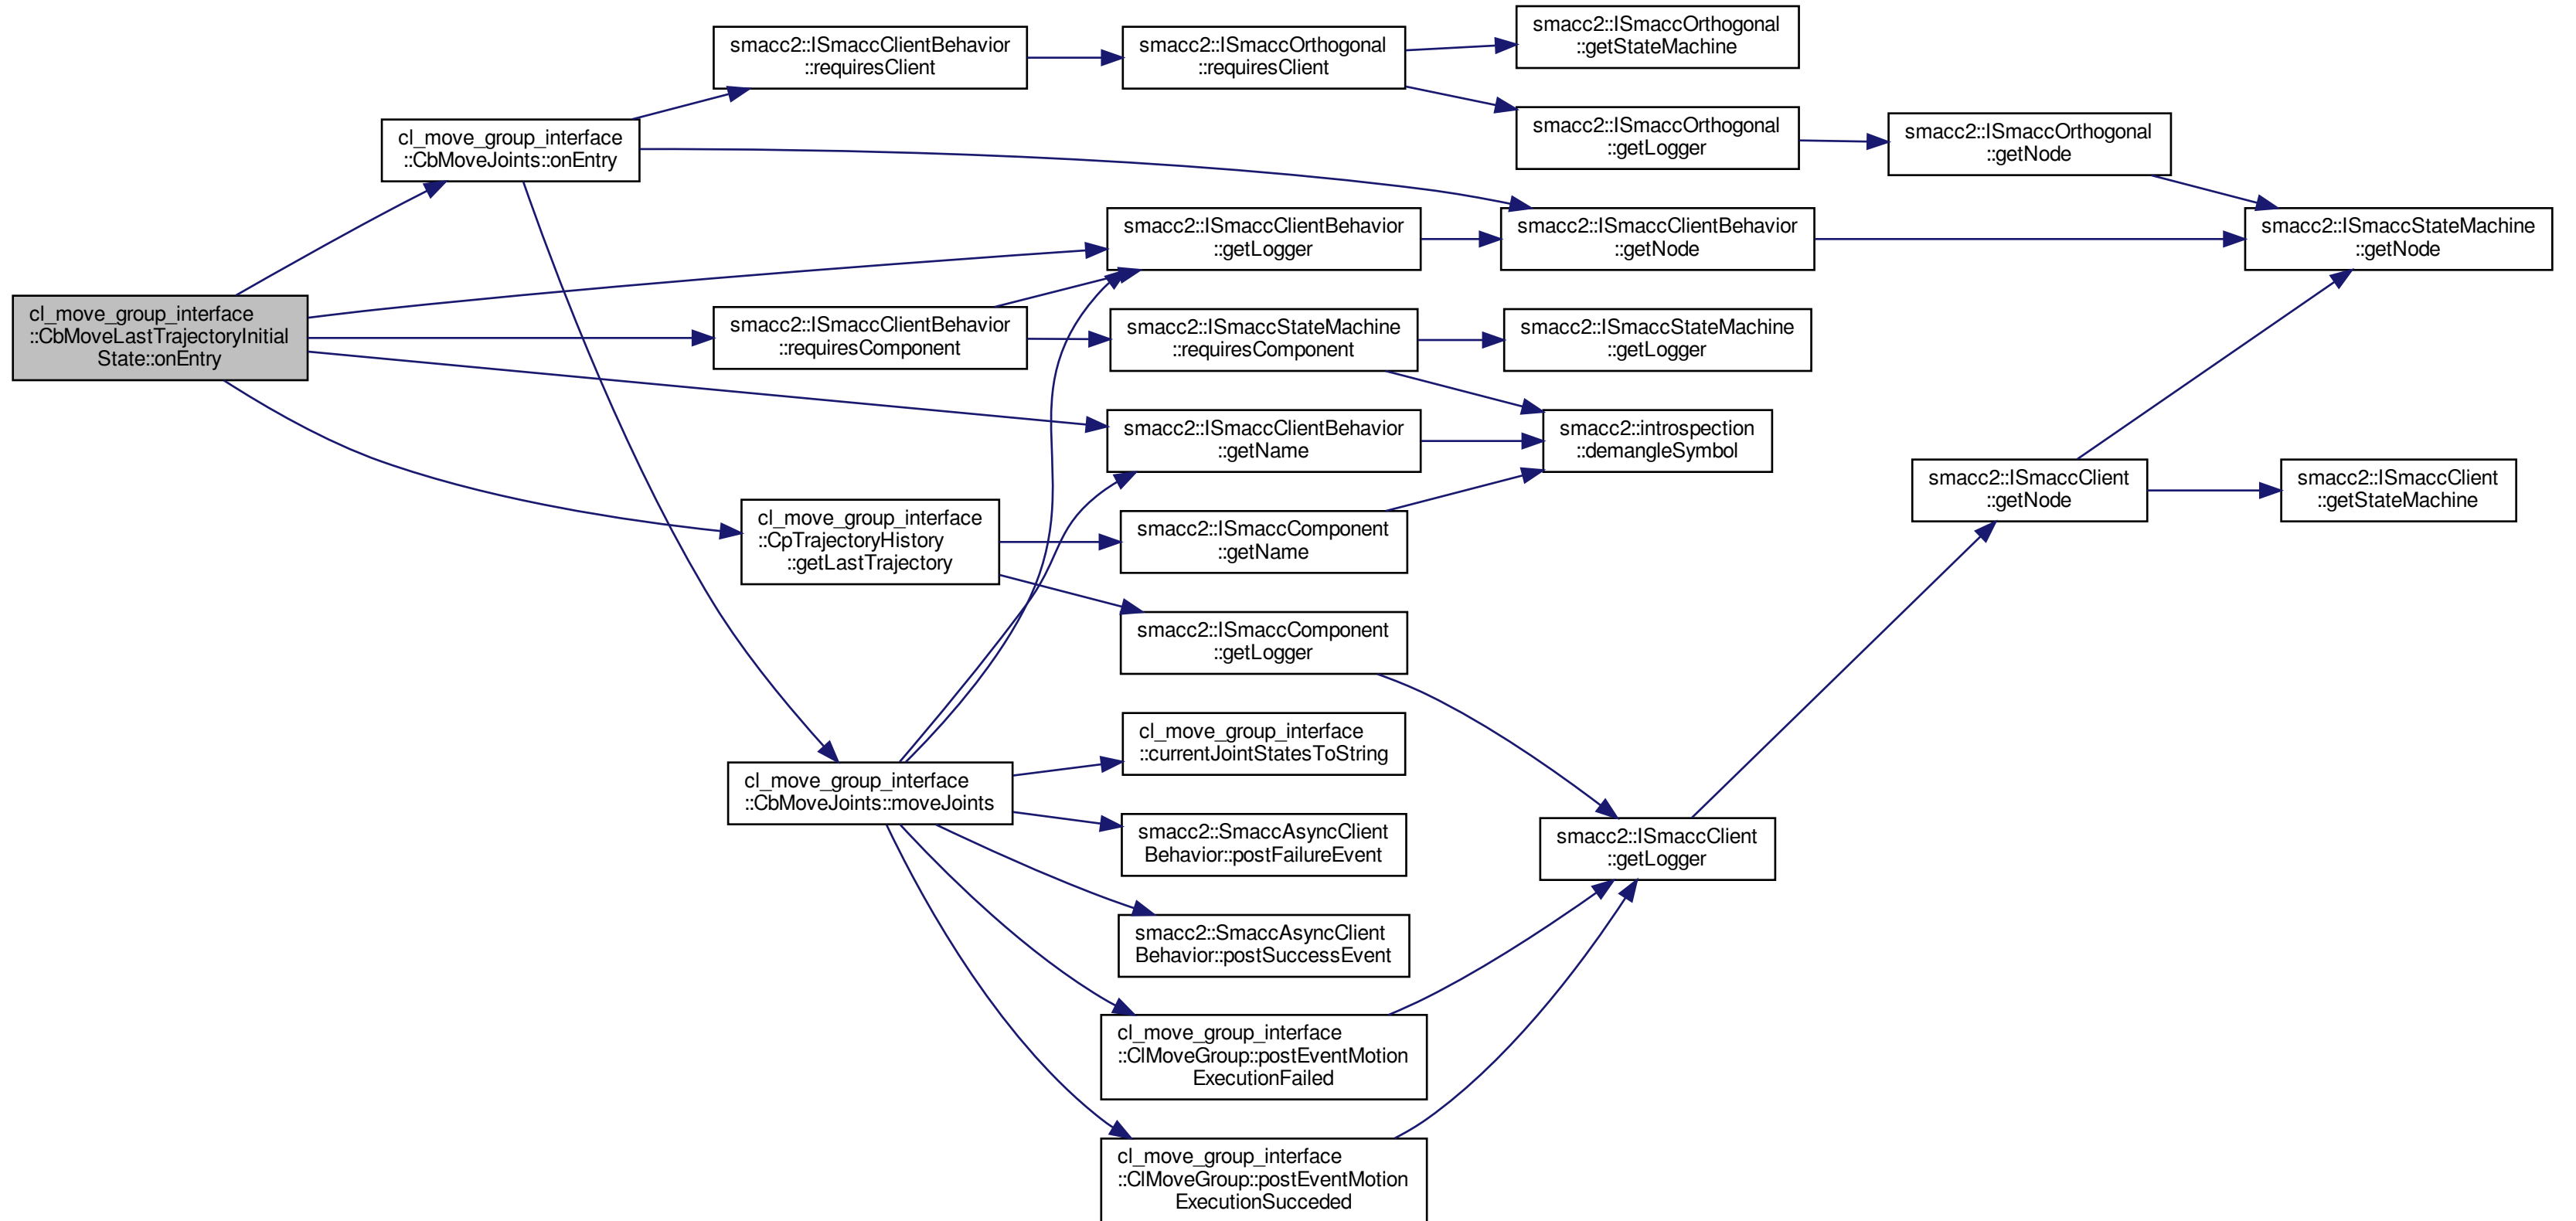 cl_move_group_interface
::CbMoveLastTrajectoryInitial
State::onEntry
cl_move_group_interface
::CbMoveJoints::onEntry
smacc2::ISmaccClientBehavior
::requiresClient
smacc2::ISmaccOrthogonal
::requiresClient
smacc2::ISmaccOrthogonal
::getStateMachine
smacc2::ISmaccOrthogonal
::getLogger
smacc2::ISmaccOrthogonal
::getNode
smacc2::ISmaccClientBehavior
::getLogger
smacc2::ISmaccClientBehavior
::getNode
smacc2::ISmaccStateMachine
::getNode
smacc2::ISmaccClientBehavior
::requiresComponent
smacc2::ISmaccStateMachine
::requiresComponent
smacc2::ISmaccStateMachine
::getLogger
smacc2::ISmaccClientBehavior
::getName
smacc2::introspection
::demangleSymbol
cl_move_group_interface
::CpTrajectoryHistory
::getLastTrajectory
smacc2::ISmaccComponent
::getName
smacc2::ISmaccComponent
::getLogger
smacc2::ISmaccClient
::getNode
smacc2::ISmaccClient
::getStateMachine
cl_move_group_interface
::CbMoveJoints::moveJoints
cl_move_group_interface
::currentJointStatesToString
smacc2::SmaccAsyncClient
Behavior::postFailureEvent
smacc2::ISmaccClient
::getLogger
smacc2::SmaccAsyncClient
Behavior::postSuccessEvent
cl_move_group_interface
::ClMoveGroup::postEventMotion
ExecutionFailed
cl_move_group_interface
::ClMoveGroup::postEventMotion
ExecutionSucceded